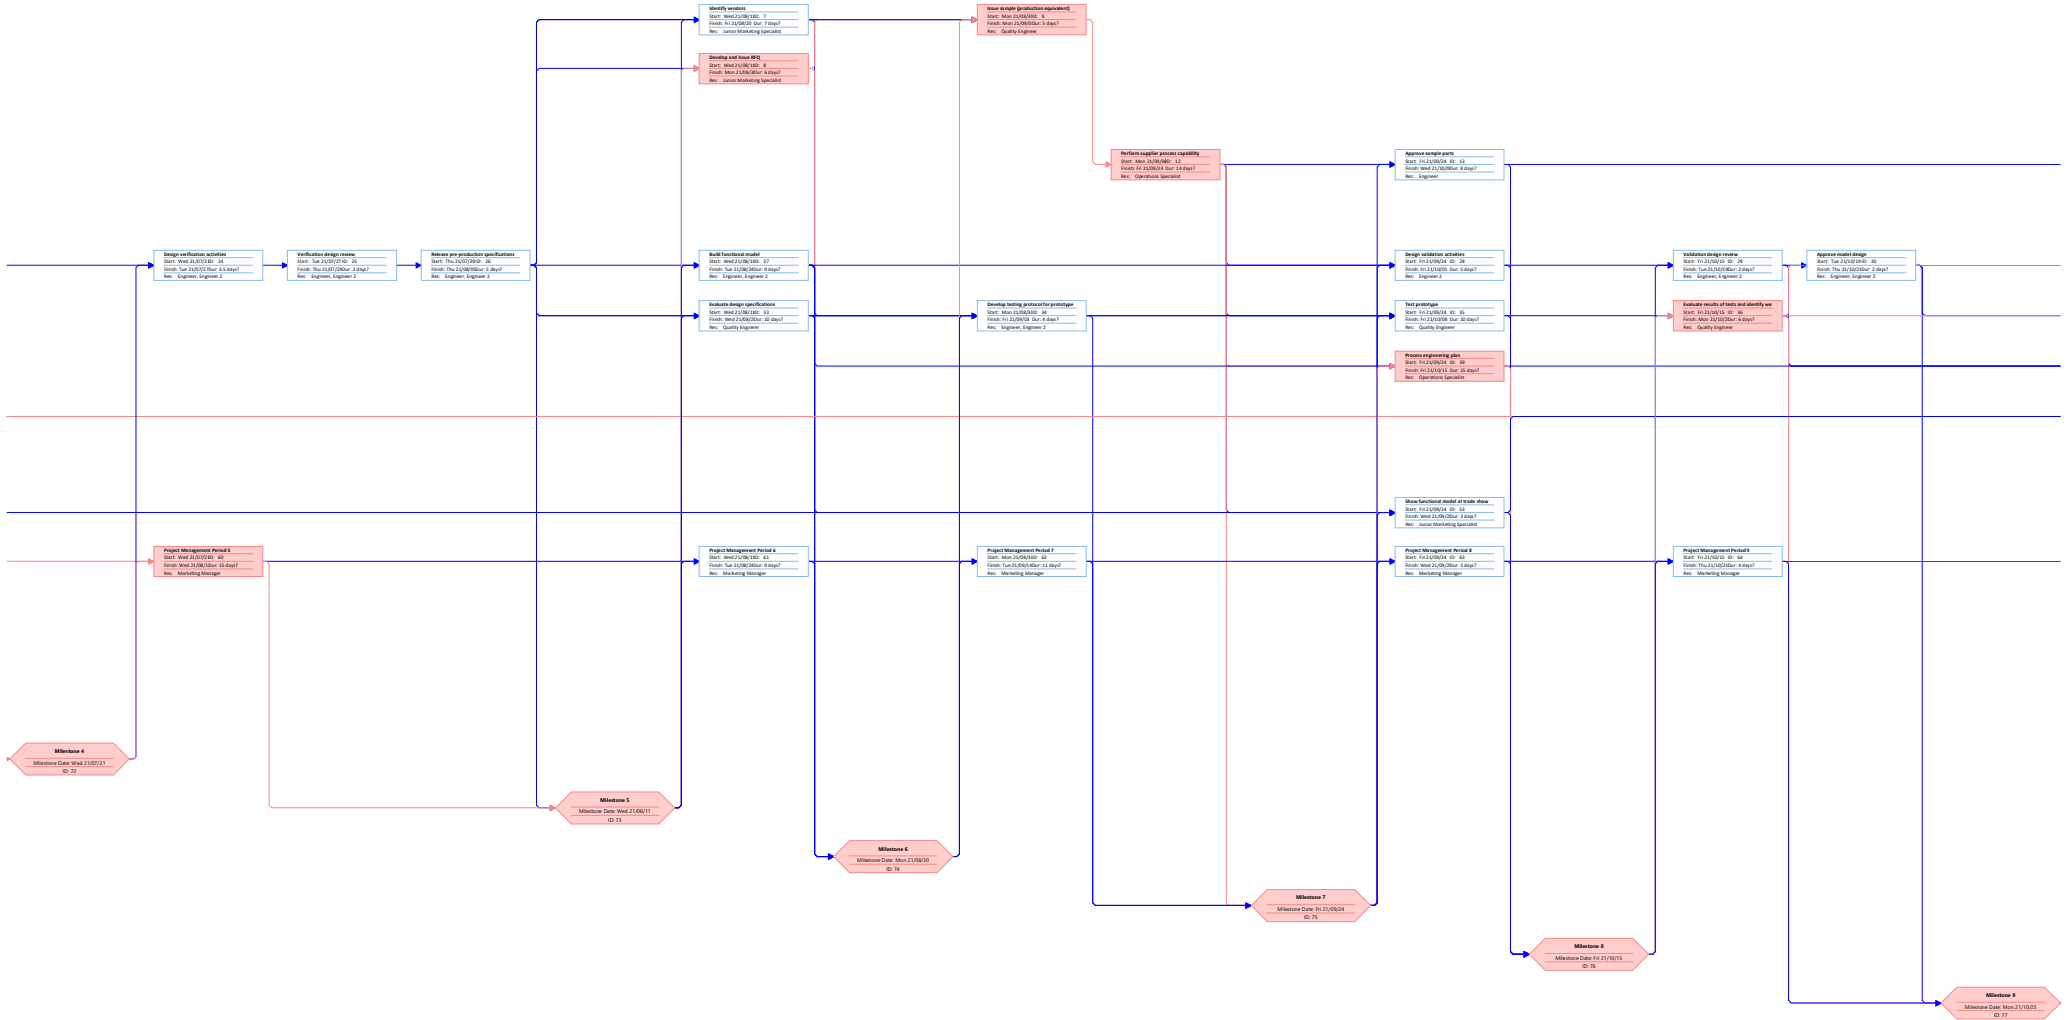 Identify vendors
Start: Wed 21/08/11 ID: 7
Finish: Fri 21/08/20 Dur: 7 days?
Res: Junior Marketing Specialist
Issue sample (production equivalent)
Start: Mon 21/08/30 ID: 9
Finish: Mon 21/09/0 Dur: 5 days?
Res: Quality Engineer
Develop and Issue RFQ
Start: Wed 21/08/11 ID: 8
Finish: Mon 21/08/30 Dur: 6 days?
Res: Junior Marketing Specialist
Perform supplier process capability
Start: Mon 21/09/0 ID: 12
Finish: Fri 21/09/24 Dur: 14 days?
Res: Operations Specialist
Approve sample parts
Start: Fri 21/09/24 ID: 13
Finish: Wed 21/10/0 Dur: 8 days?
Res: Engineer
Design verification activities
Start: Wed 21/07/21 ID: 24
Finish: Tue 21/07/27 Dur: 3.5 days?
Res: Engineer, Engineer 2
Verification design review
Start: Tue 21/07/27 ID: 25
Finish: Thu 21/07/29 Dur: 2 days?
Res: Engineer, Engineer 2
Release pre-production specifications
Start: Thu 21/07/29 ID: 26
Finish: Thu 21/08/05 Dur: 5 days?
Res: Engineer, Engineer 2
Build functional model
Start: Wed 21/08/11 ID: 27
Finish: Tue 21/08/24 Dur: 9 days?
Res: Engineer, Engineer 2
Design validation activities
Start: Fri 21/09/24 ID: 28
Finish: Fri 21/10/01 Dur: 5 days?
Res: Engineer, Engineer 2
Validation design review
Start: Fri 21/10/15 ID: 29
Finish: Tue 21/10/19 Dur: 2 days?
Res: Engineer, Engineer 2
Approve model design
Start: Tue 21/10/19 ID: 30
Finish: Thu 21/10/21 Dur: 2 days?
Res: Engineer, Engineer 2
Evaluate design specifications
Start: Wed 21/08/11 ID: 33
Finish: Wed 21/08/2 Dur: 10 days?
Res: Quality Engineer
Develop testing protocol for prototype
Start: Mon 21/08/30 ID: 34
Finish: Fri 21/09/03 Dur: 4 days?
Res: Engineer, Engineer 2
Test prototype
Start: Fri 21/09/24 ID: 35
Finish: Fri 21/10/08 Dur: 10 days?
Res: Quality Engineer
Evaluate results of tests and identify we
Start: Fri 21/10/15 ID: 36
Finish: Mon 21/10/2 Dur: 6 days?
Res: Quality Engineer
Process engineering plan
Start: Fri 21/09/24 ID: 39
Finish: Fri 21/10/15 Dur: 15 days?
Res: Operations Specialist
Show functional model at trade show
Start: Fri 21/09/24 ID: 53
Finish: Wed 21/09/2 Dur: 3 days?
Res: Junior Marketing Specialist
Project Management Period 5
Start: Wed 21/07/21 ID: 60
Finish: Wed 21/08/1 Dur: 15 days?
Res: Marketing Manager
Project Management Period 6
Start: Wed 21/08/11 ID: 61
Finish: Tue 21/08/24 Dur: 9 days?
Res: Marketing Manager
Project Management Period 7
Start: Mon 21/08/30 ID: 62
Finish: Tue 21/09/14 Dur: 11 days?
Res: Marketing Manager
Project Management Period 8
Start: Fri 21/09/24 ID: 63
Finish: Wed 21/09/2 Dur: 3 days?
Res: Marketing Manager
Project Management Period 9
Start: Fri 21/10/15 ID: 64
Finish: Thu 21/10/21 Dur: 4 days?
Res: Marketing Manager
Milestone 4
Milestone Date: Wed 21/07/21
ID: 72
Milestone 5
Milestone Date: Wed 21/08/11
ID: 73
Milestone 6
Milestone Date: Mon 21/08/30
ID: 74
Milestone 7
Milestone Date: Fri 21/09/24
ID: 75
Milestone 8
Milestone Date: Fri 21/10/15
ID: 76
Milestone 9
Milestone Date: Mon 21/10/25
ID: 77